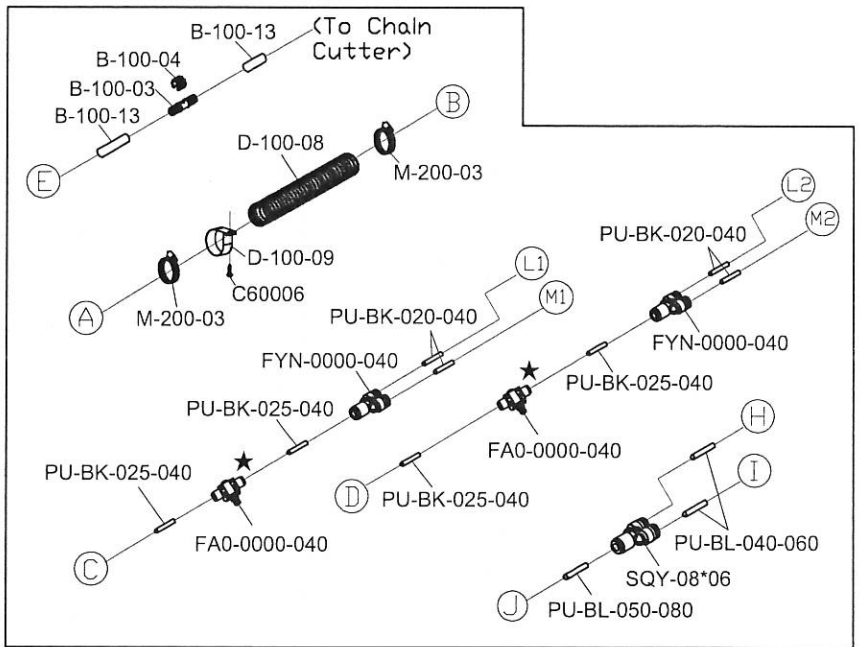 B-100-13
(To Chain
Cutter)
B-100-04
B-100-03
B-100-13
E
B
D-100-08
M-200-03
D-100-09
C60006
A
M-200-03
L2
M2
PU-BK-020-040
L1
M1
PU-BK-020-040
FYN-0000-040
FYN-0000-040
PU-BK-025-040
PU-BK-025-040
★
FA0-0000-040
D
PU-BK-025-040
PU-BK-025-040
★
FA0-0000-040
C
H
I
PU-BL-040-060
SQY-08*06
J
PU-BL-050-080